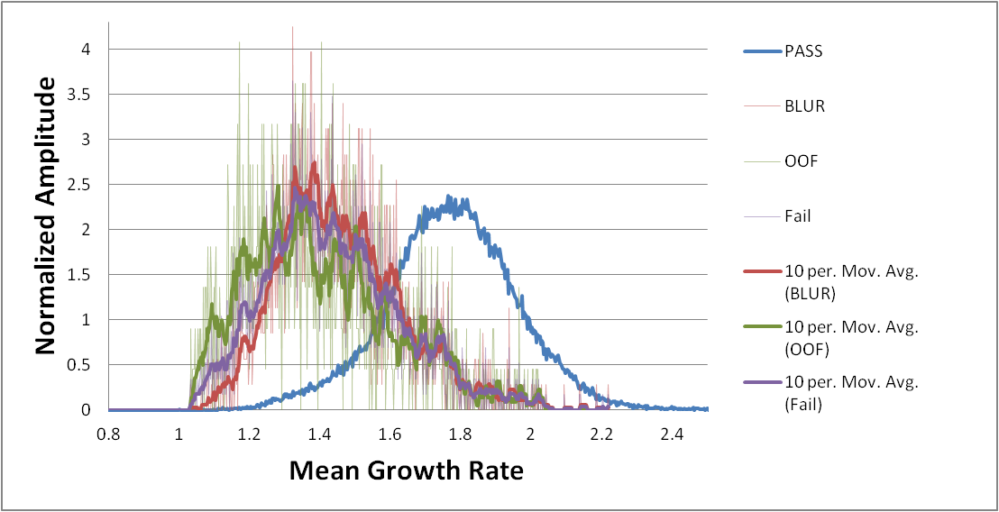 4
3.5
3
2.5
2
1.5
1
0.5
0
Normalized Amplitude
0.8 1 1.2 1.4 1.6 1.8 2 2.2 2.4
Mean Growth Rate
PASS
BLUR
OOF
Fail
10 per. Mov. Avg.
(BLUR)
10 per. Mov. Avg.
(OOF)
10 per. Mov. Avg.
(Fail)